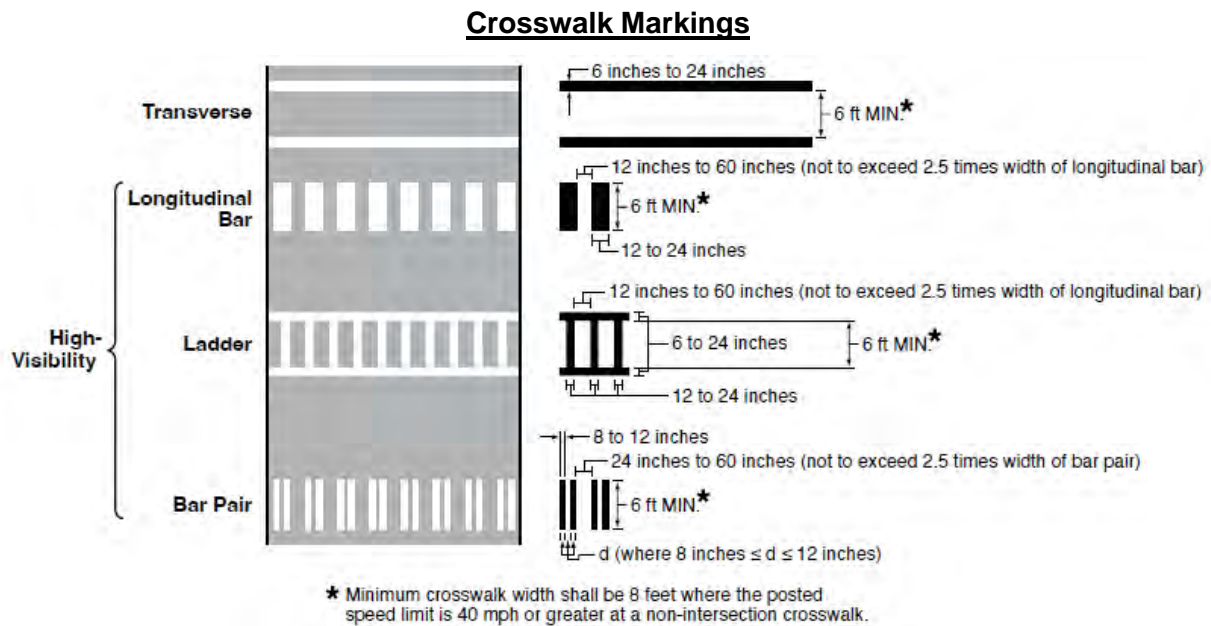 Crosswalk Markings
6 inches to 24 inches
Transverse
6 ft MIN.*
12 inches to 60 inches (not to exceed 2.5 times width of longitudinal bar)
Longitudinal
Bar
6 ft MIN.*
12 to 24 inches
12 inches to 60 inches (not to exceed 2.5 times width of longitudinal bar)
High-
Visibility
Ladder
6 to 24 inches
6 ft MIN.*
12 to 24 inches
8 to 12 inches
24 inches to 60 inches (not to exceed 2.5 times width of bar pair)
Bar Pair
6 ft MIN.*
d (where 8 inches ≤ d ≤ 12 inches)
* Minimum crosswalk width shall be 8 feet where the posted
speed limit is 40 mph or greater at a non-intersection crosswalk.